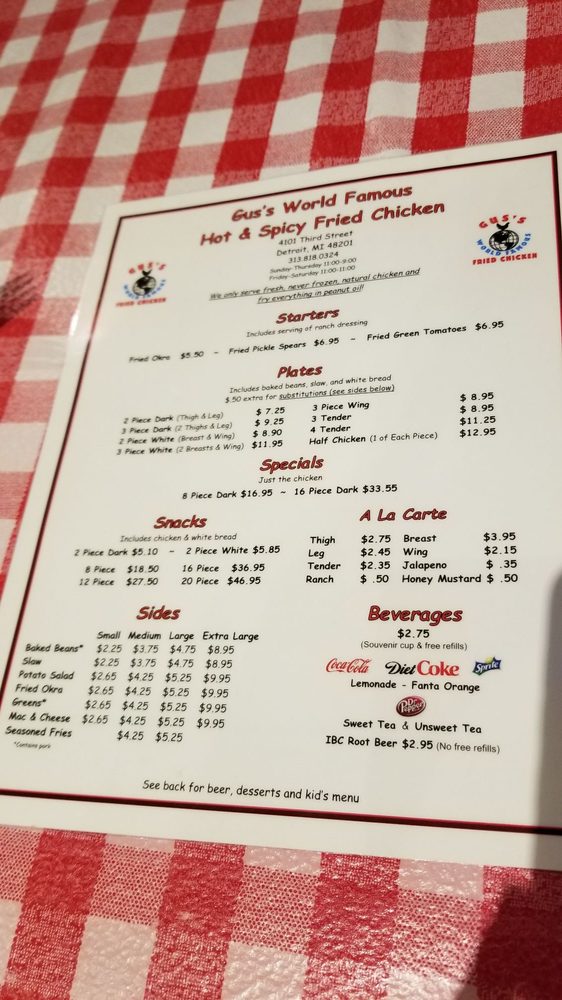 Gus's World Famous
Hot & Spicy Fried Chicken
4101 Third Street
Detroit, MI 48201
313.818.0324
Sunday-Thursday 11:00-9:00
Friday-Saturday 11:00-11:00
We only serve fresh, never frozen, natural chicken and
fry everything in peanut oil!
GUS'S
WORLD FAMOUS
FRIED CHICKEN
GUS'S
WORLD FAMOUS
FRIED CHICKEN
Starters
Includes serving of ranch dressing
Fried Okra $5.50 ~ Fried Pickle Spears $6.95 ~ Fried Green Tomatoes $6.95
Plates
Includes baked beans, slaw, and white bread
$.50 extra for substitutions (see sides below)
2 Piece Dark (Thigh & Leg) $ 7.25
3 Piece Dark (2 Thighs & Leg) $ 9.25
2 Piece White (Breast & Wing) $ 8.90
3 Piece White (2 Breasts & Wing) $11.95
3 Piece Wing $ 8.95
3 Tender $ 8.95
4 Tender $11.25
Half Chicken (1 of Each Piece) $12.95
Specials
Just the chicken
8 Piece Dark $16.95 ~ 16 Piece Dark $33.55
Snacks
Includes chicken & white bread
2 Piece Dark $5.10 ~ 2 Piece White $5.85
8 Piece $18.50 16 Piece $36.95
12 Piece $27.50 20 Piece $46.95
A La Carte
Thigh $2.75 Breast $3.95
Leg $2.45 Wing $2.15
Tender $2.35 Jalapeno $ .35
Ranch $ .50 Honey Mustard $ .50
Sides
Small Medium Large Extra Large
Baked Beans* $2.25 $3.75 $4.75 $8.95
Slaw $2.25 $3.75 $4.75 $8.95
Potato Salad $2.65 $4.25 $5.25 $9.95
Fried Okra $2.65 $4.25 $5.25 $9.95
Greens* $2.65 $4.25 $5.25 $9.95
Mac & Cheese $2.65 $4.25 $5.25 $9.95
Seasoned Fries $4.25 $5.25
*Contains pork
Beverages
$2.75
(Souvenir cup & free refills)
Coca-Cola Diet Coke Sprite
Lemonade - Fanta Orange
Dr Pepper
Sweet Tea & Unsweet Tea
IBC Root Beer $2.95 (No free refills)
See back for beer, desserts and kid's menu